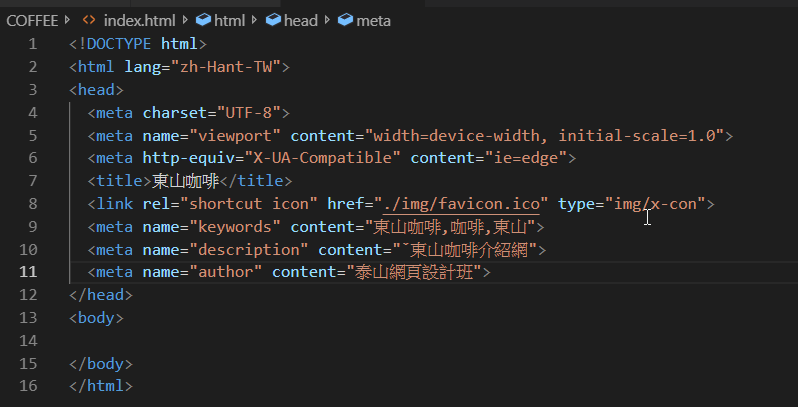 COFFEE > index.html > html > head > meta
1 <!DOCTYPE html>
2 <html lang="zh-Hant-TW">
3 <head>
4 <meta charset="UTF-8">
5 <meta name="viewport" content="width=device-width, initial-scale=1.0">
6 <meta http-equiv="X-UA-Compatible" content="ie=edge">
7 <title>東山咖啡</title>
8 <link rel="shortcut icon" href="./img/favicon.ico" type="img/x-con">
9 <meta name="keywords" content="東山咖啡,咖啡,東山">
10 <meta name="description" content="ˇ東山咖啡介紹網">
11 <meta name="author" content="泰山網頁設計班">
12 </head>
13 <body>
14
15 </body>
16 </html>